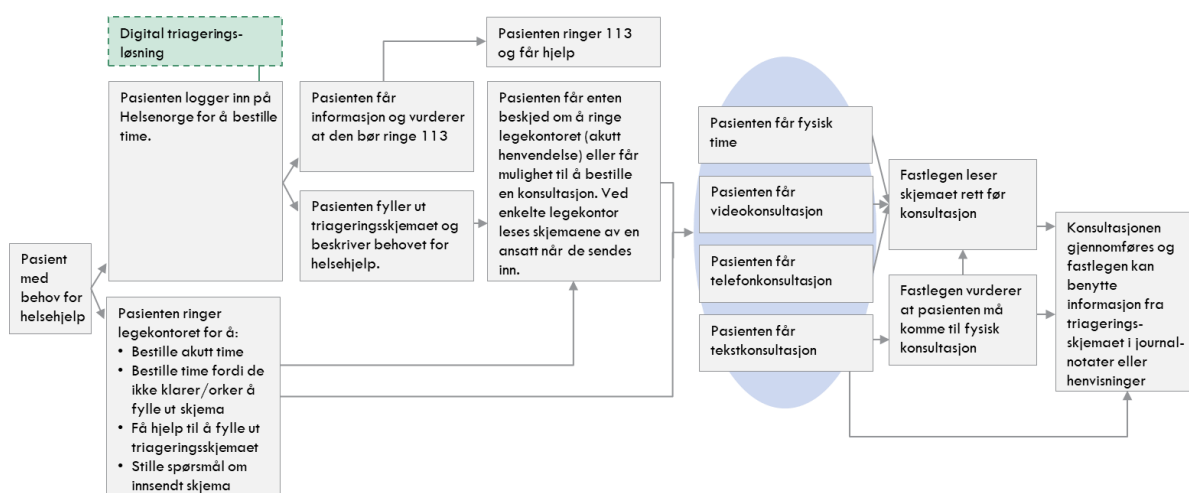 Digital triagerings-
løsning
Pasienten logger inn på
Helsenorge for å bestille
time.
Pasient
med
behov for
helsehjelp
Pasienten ringer
legekontoret for å:
• Bestille akutt time
• Bestille time fordi de
ikke klarer/orker å
fylle ut skjema
• Få hjelp til å fylle ut
triageringsskjemaet
• Stille spørsmål om
innsendt skjema
Pasienten ringer 113
og får hjelp
Pasienten får
informasjon og vurderer
at den bør ringe 113
Pasienten fyller ut
triageringsskjemaet og
beskriver behovet for
helsehjelp.
Pasienten får enten
beskjed om å ringe
legekontoret (akutt
henvendelse) eller får
mulighet til å bestille
en konsultasjon. Ved
enkelte legekontor
leses skjemaene av en
ansatt når de sendes
inn.
Pasienten får fysisk
time
Pasienten får
videokonsultasjon
Pasienten får
telefonkonsultasjon
Pasienten får
tekstkonsultasjon
Fastlegen leser
skjemaet rett før
konsultasjon
Fastlegen vurderer
at pasienten må
komme til fysisk
konsultasjon
Konsultasjonen
gjennomføres og
fastlegen kan
benytte
informasjon fra
triagerings-
skjemaet i journal-
notater eller
henvisninger